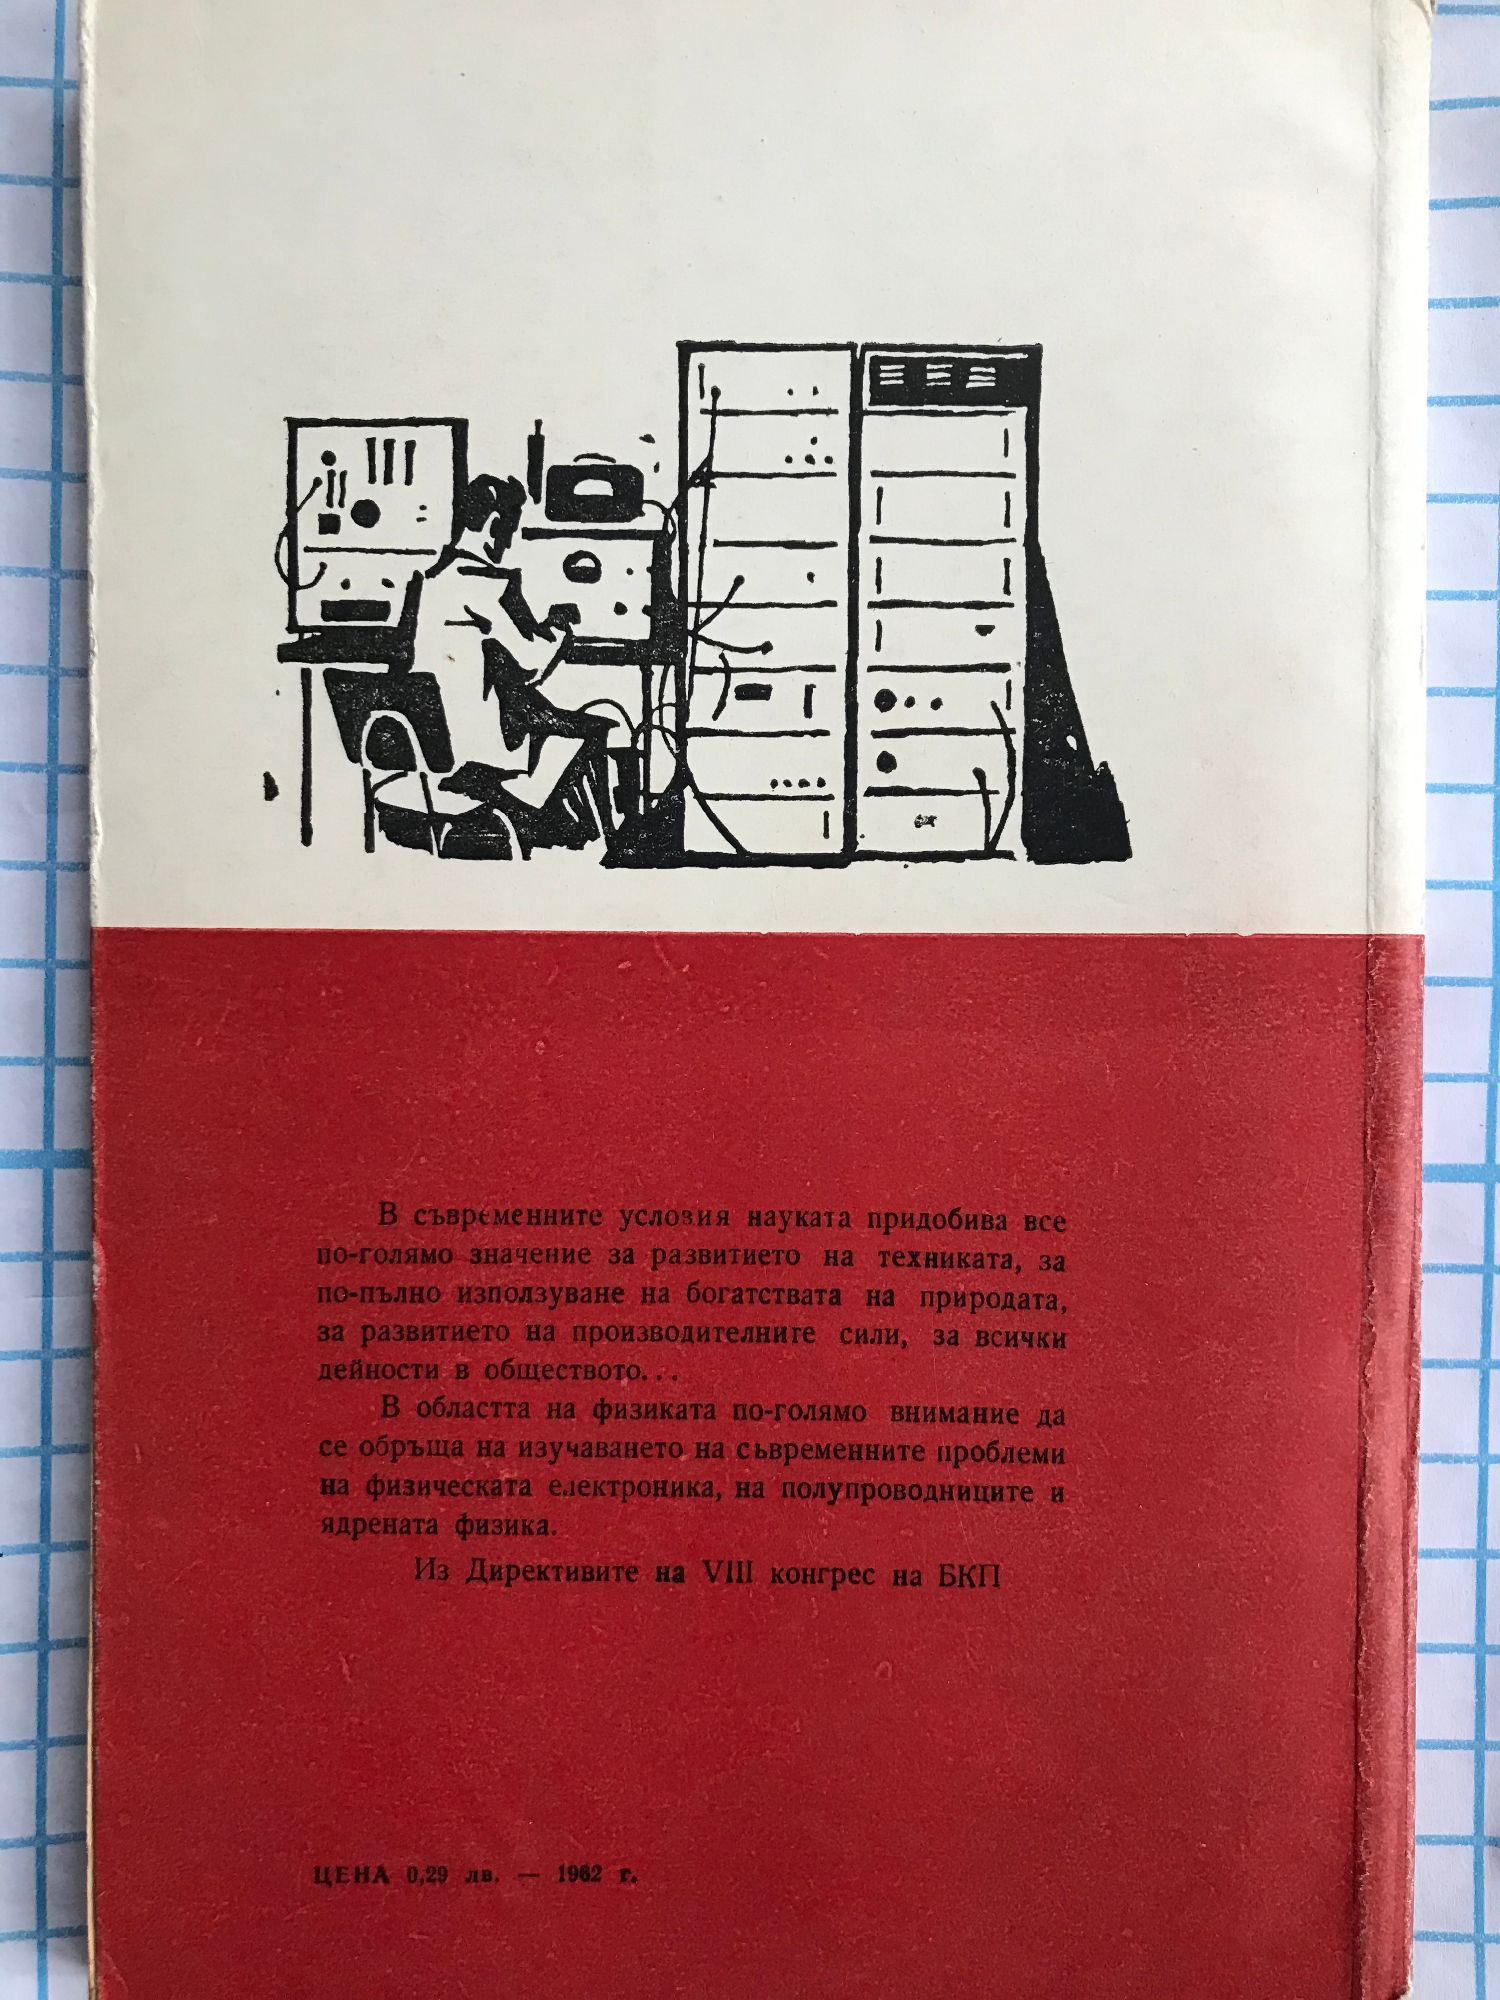 В съвременните условия науката придобива все
по-голямо значение за развитието на техниката, за
по-пълно използуване на богатствата на природата,
за развитието на производителните сили, за всички
дейности в обществото...
В областта на физиката по-голямо внимание да
се обръща на изучаването на съвременните проблеми
на физическата електроника, на полупроводниците и
ядрената физика.
Из Директивите на VIII конгрес на БКП
ЦЕНА 0,29 лв. — 1962 г.